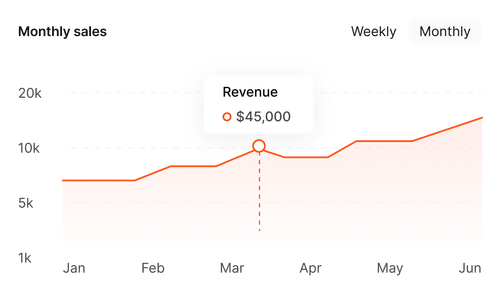 Monthly sales
Weekly Monthly
Revenue
$45,000
20k
10k
5k
1k
Jan Feb Mar Apr May Jun